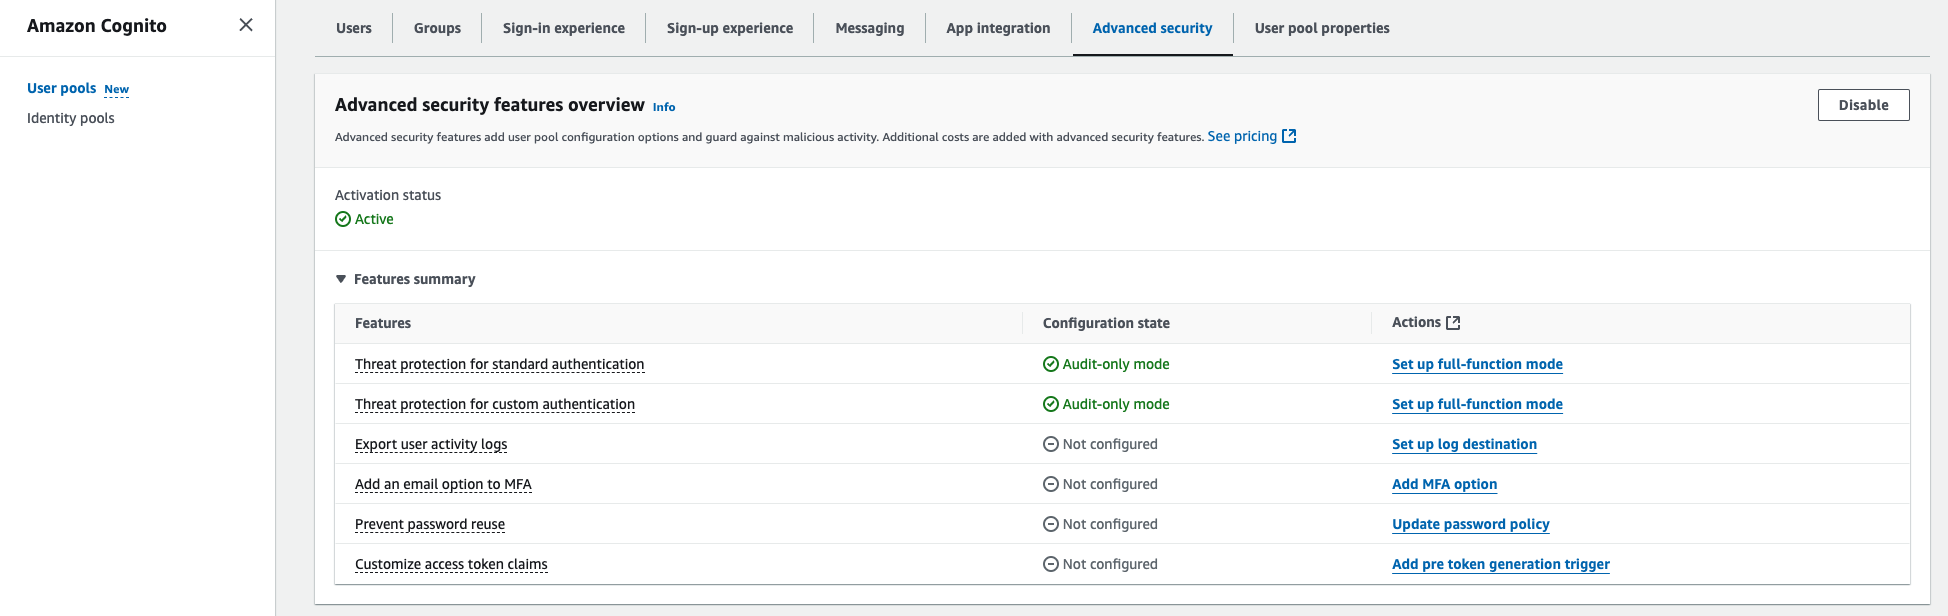 Amazon Cognito
User pools New
Identity pools
Users Groups Sign-in experience Sign-up experience Messaging App integration Advanced security User pool properties
Advanced security features overview Info
Disable
Advanced security features add user pool configuration options and guard against malicious activity. Additional costs are added with advanced security features. See pricing
Activation status
Active
Features summary
Features Configuration state Actions
Threat protection for standard authentication Audit-only mode Set up full-function mode
Threat protection for custom authentication Audit-only mode Set up full-function mode
Export user activity logs Not configured Set up log destination
Add an email option to MFA Not configured Add MFA option
Prevent password reuse Not configured Update password policy
Customize access token claims Not configured Add pre token generation trigger